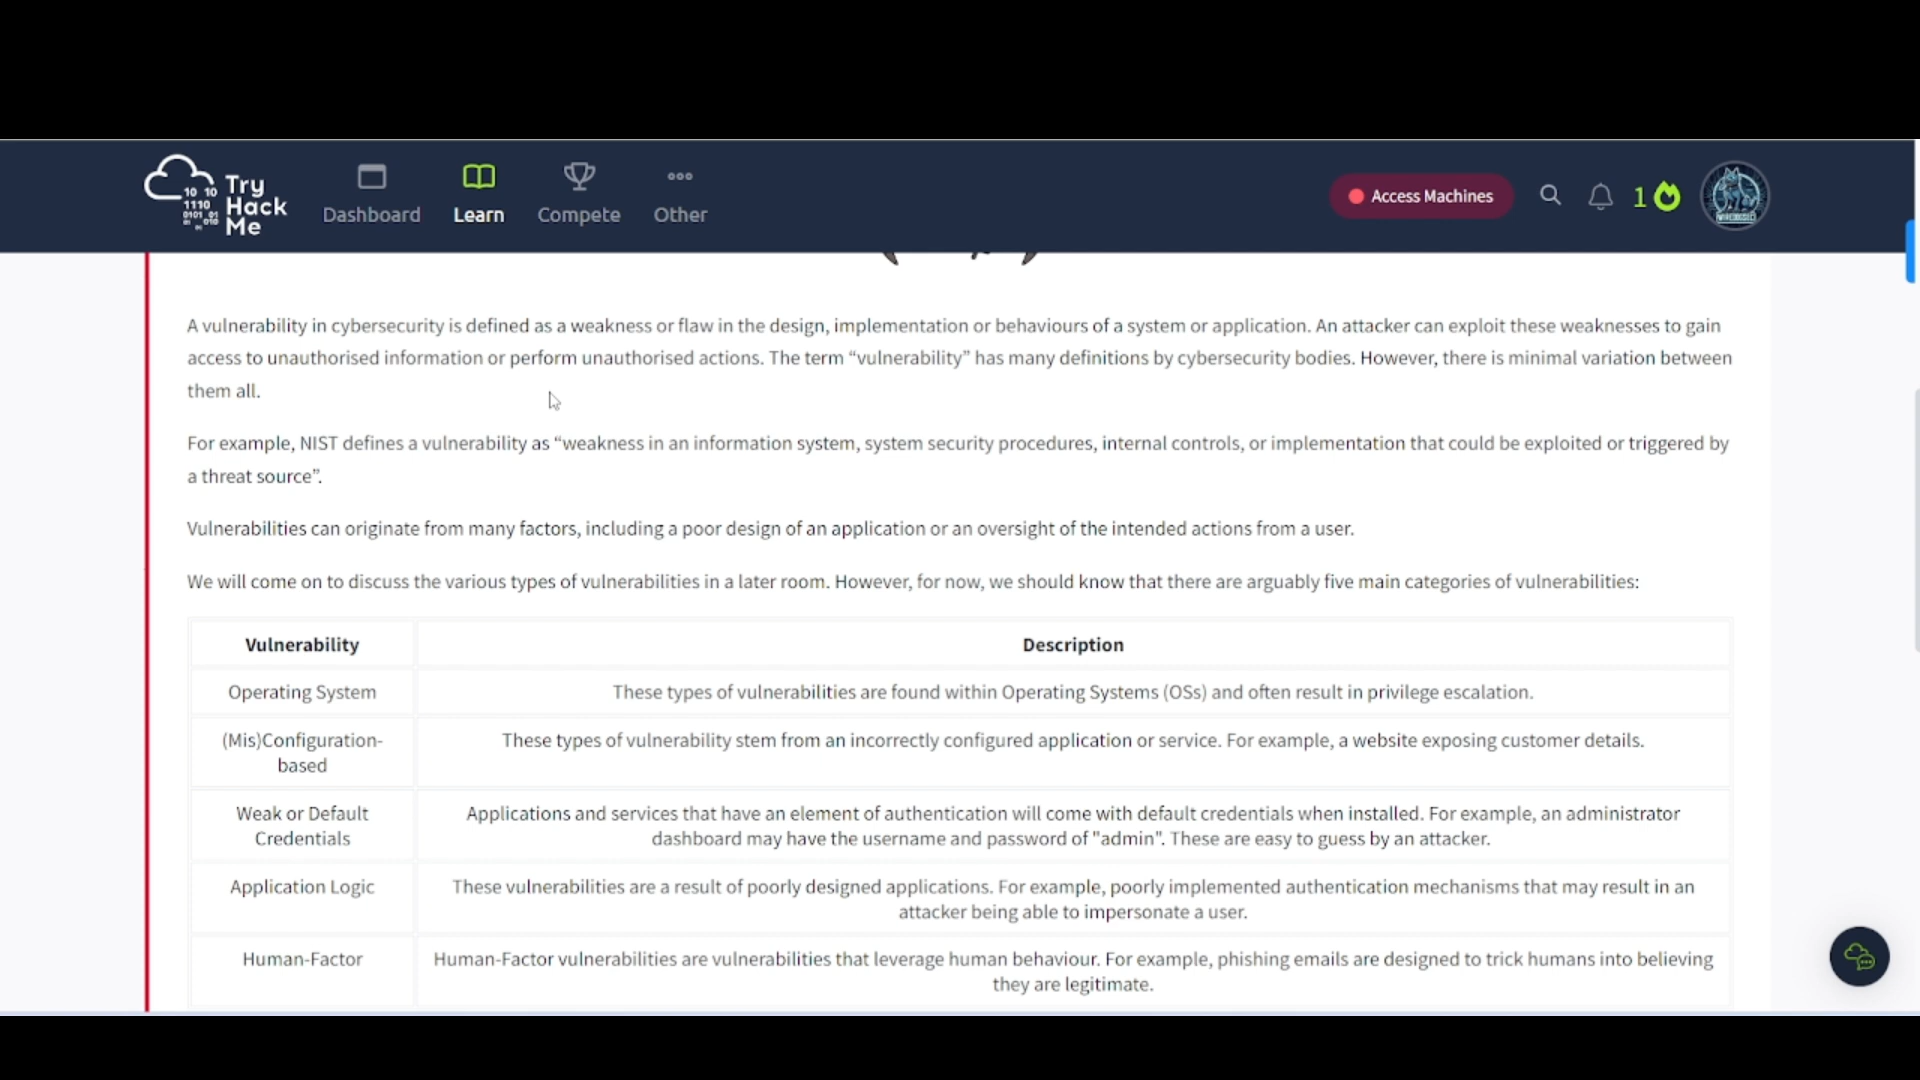 Try
Hack
Me
10 10
1110
0101 01
Dashboard
Learn
Compete
Other
Access Machines
1
A vulnerability in cybersecurity is defined as a weakness or flaw in the design, implementation or behaviours of a system or application. An attacker can exploit these weaknesses to gain
access to unauthorised information or perform unauthorised actions. The term “vulnerability” has many definitions by cybersecurity bodies. However, there is minimal variation between
them all.
For example, NIST defines a vulnerability as “weakness in an information system, system security procedures, internal controls, or implementation that could be exploited or triggered by
a threat source”.
Vulnerabilities can originate from many factors, including a poor design of an application or an oversight of the intended actions from a user.
We will come on to discuss the various types of vulnerabilities in a later room. However, for now, we should know that there are arguably five main categories of vulnerabilities:
Vulnerability
Description
Operating System
These types of vulnerabilities are found within Operating Systems (OSs) and often result in privilege escalation.
(Mis)Configuration-
based
These types of vulnerability stem from an incorrectly configured application or service. For example, a website exposing customer details.
Weak or Default
Credentials
Applications and services that have an element of authentication will come with default credentials when installed. For example, an administrator
dashboard may have the username and password of "admin". These are easy to guess by an attacker.
Application Logic
These vulnerabilities are a result of poorly designed applications. For example, poorly implemented authentication mechanisms that may result in an
attacker being able to impersonate a user.
Human-Factor
Human-Factor vulnerabilities are vulnerabilities that leverage human behaviour. For example, phishing emails are designed to trick humans into believing
they are legitimate.